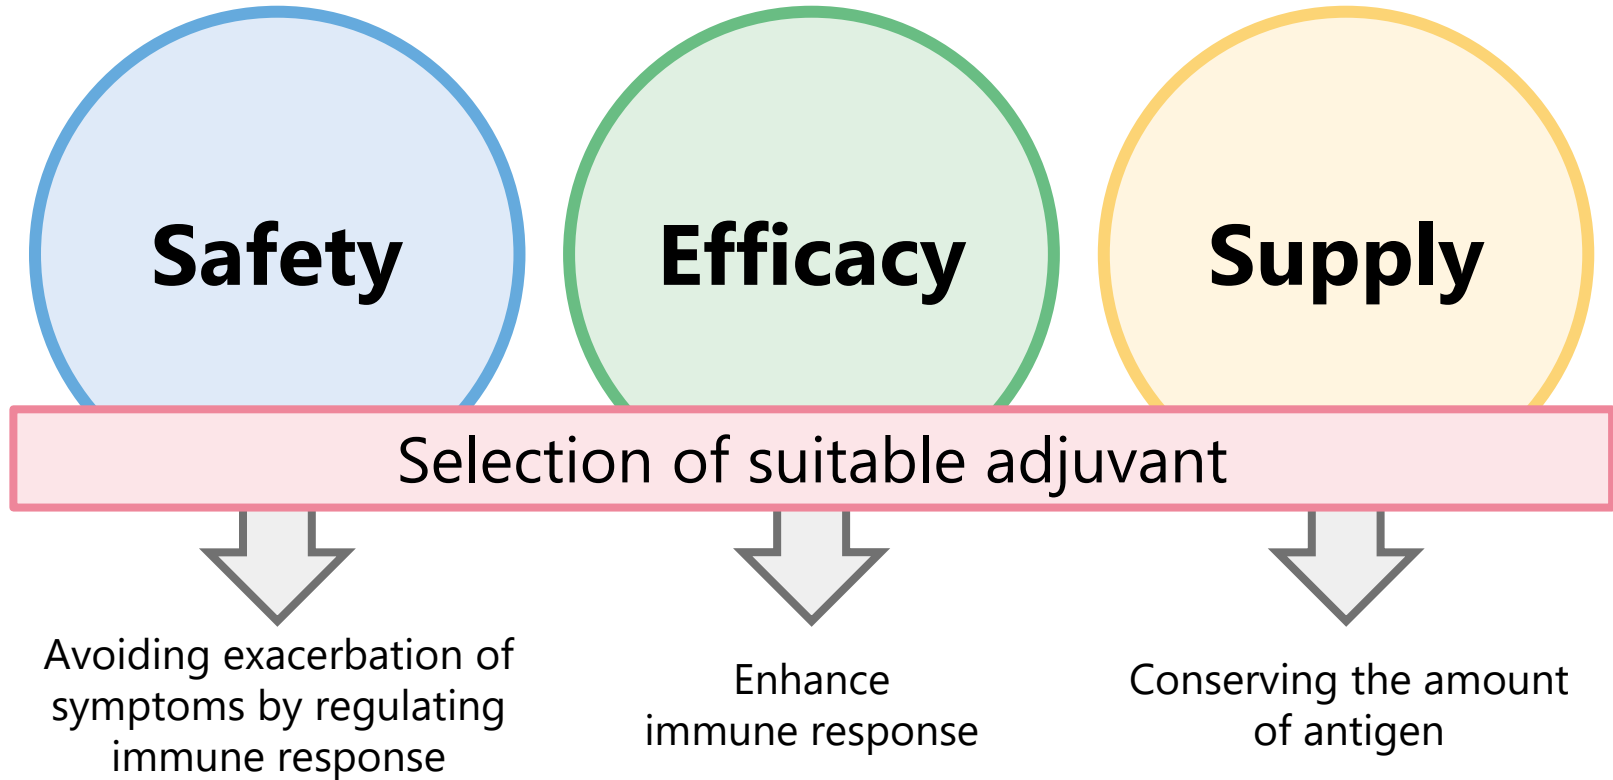 Safety
Efficacy
Supply
Selection of suitable adjuvant
Avoiding exacerbation of
symptoms by regulating
immune response
Enhance
immune response
Conserving the amount
of antigen